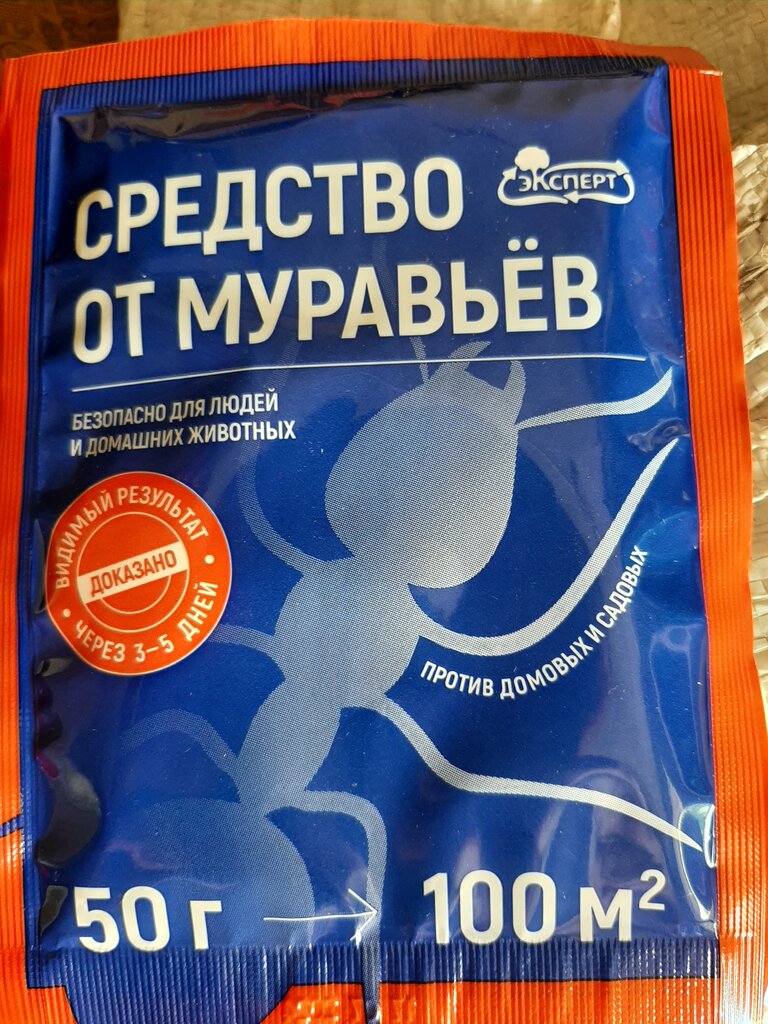 СРЕДСТВО
ЭКСПЕРТ
ОТ МУРАВЬЁВ
БЕЗОПАСНО ДЛЯ ЛЮДЕЙ
И ДОМАШНИХ ЖИВОТНЫХ
ВИДИМЫЙ РЕЗУЛЬТАТ
ДОКАЗАНО
• ЧЕРЕЗ 3–5 ДНЕЙ •
ПРОТИВ ДОМОВЫХ И САДОВЫХ
50 г → 100 м²